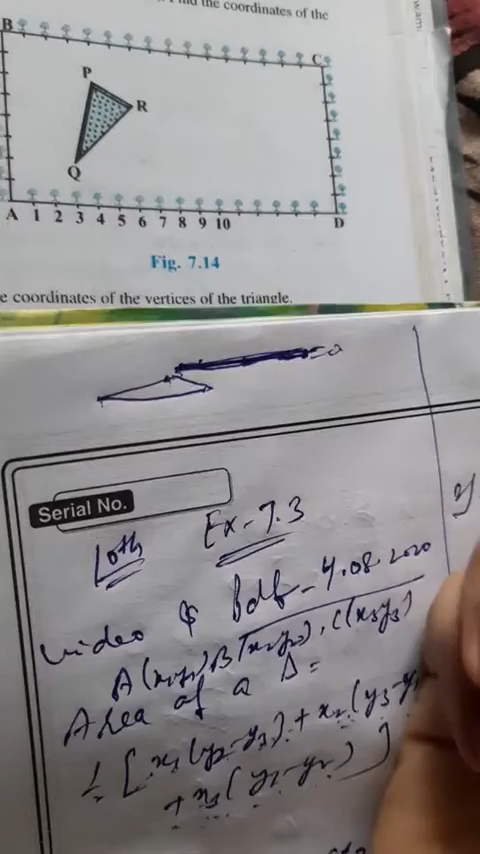 the coordinates of the
B
C
P
R
Q
A 1 2 3 4 5 6 7 8 9 10 D
Fig. 7.14
e coordinates of the vertices of the triangle.
Serial No.
10th Ex-7.3
video & Pdf - 4.08.2020
A(x₁y₁) B(x₂y₂), C(x₃y₃)
Area of a Δ =
½ [x₁(y₂-y₃) + x₂(y₃-y₁
+ x₃(y₁-y₂)]
y